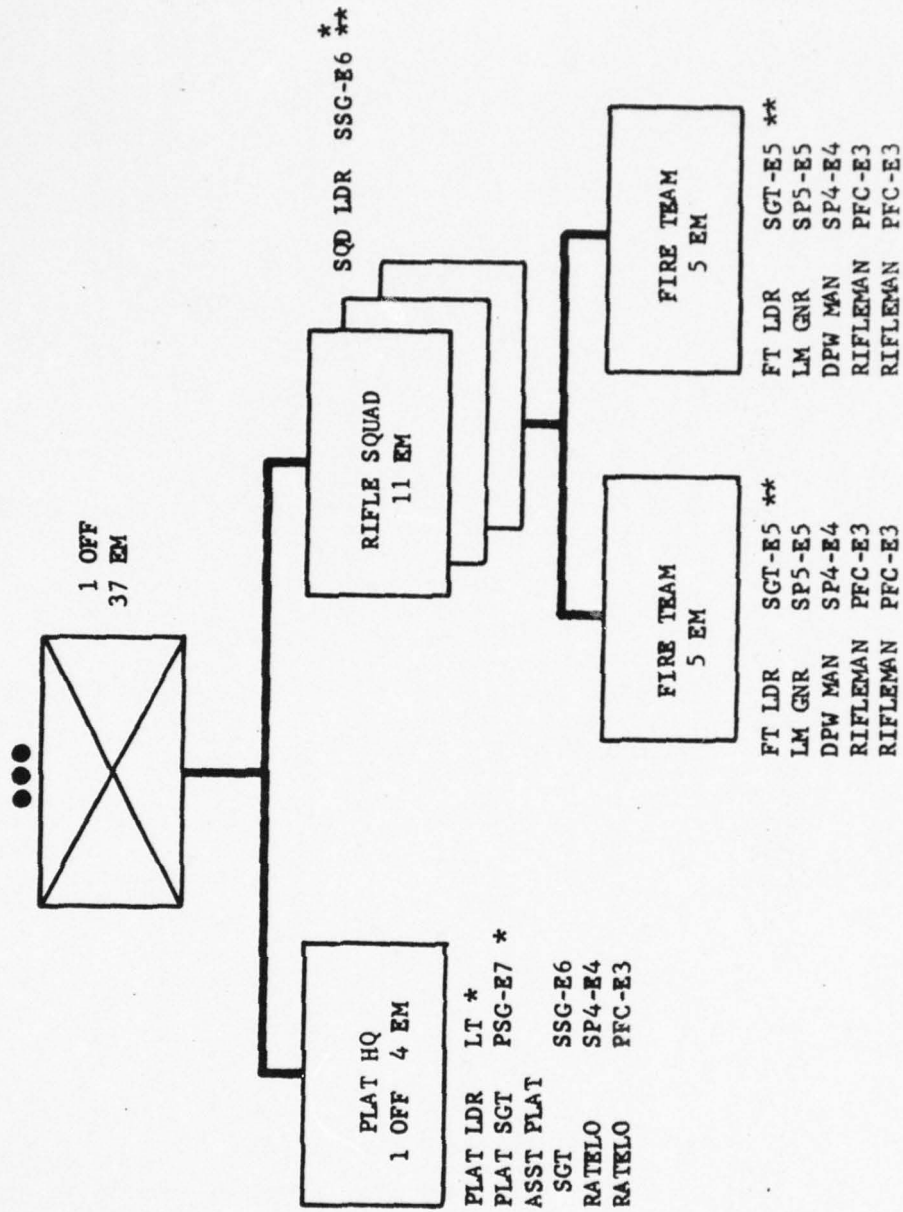 1 OFF
37 EM
PLAT HQ
1 OFF 4 EM
PLAT LDR LT *
PLAT SGT PSG-E7 *
ASST PLAT
SGT SSG-E6
RATELO SP4-E4
RATELO PFC-E3
RIFLE SQUAD
11 EM
SQD LDR SSG-E6 * **
FIRE TEAM
5 EM
FT LDR SGT-E5 **
LM GNR SP5-E5
DPW MAN SP4-E4
RIFLEMAN PFC-E3
RIFLEMAN PFC-E3
FIRE TEAM
5 EM
FT LDR SGT-E5 **
LM GNR SP5-E5
DPW MAN SP4-E4
RIFLEMAN PFC-E3
RIFLEMAN PFC-E3